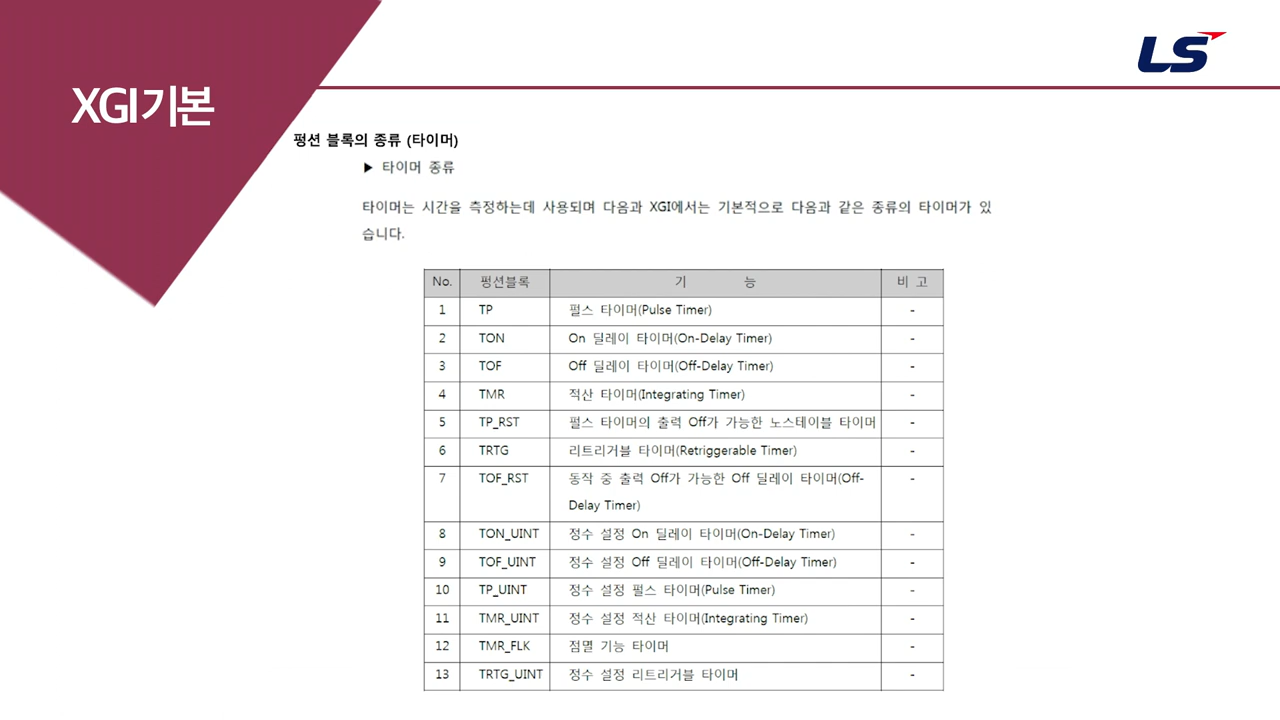 LS
XGI기본
펑션 블록의 종류 (타이머)
▶ 타이머 종류
타이머는 시간을 측정하는데 사용되며 다음과 XGI에서는 기본적으로 다음과 같은 종류의 타이머가 있
습니다.
No. 펑션블록 기 능 비 고
1 TP 펄스 타이머(Pulse Timer) -
2 TON On 딜레이 타이머(On-Delay Timer) -
3 TOF Off 딜레이 타이머(Off-Delay Timer) -
4 TMR 적산 타이머(Integrating Timer) -
5 TP_RST 펄스 타이머의 출력 Off가 가능한 노스테이블 타이머 -
6 TRTG 리트리거블 타이머(Retriggerable Timer) -
7 TOF_RST 동작 중 출력 Off가 가능한 Off 딜레이 타이머(Off- -
Delay Timer)
8 TON_UINT 정수 설정 On 딜레이 타이머(On-Delay Timer) -
9 TOF_UINT 정수 설정 Off 딜레이 타이머(Off-Delay Timer) -
10 TP_UINT 정수 설정 펄스 타이머(Pulse Timer) -
11 TMR_UINT 정수 설정 적산 타이머(Integrating Timer) -
12 TMR_FLK 점멸 기능 타이머 -
13 TRTG_UINT 정수 설정 리트리거블 타이머 -